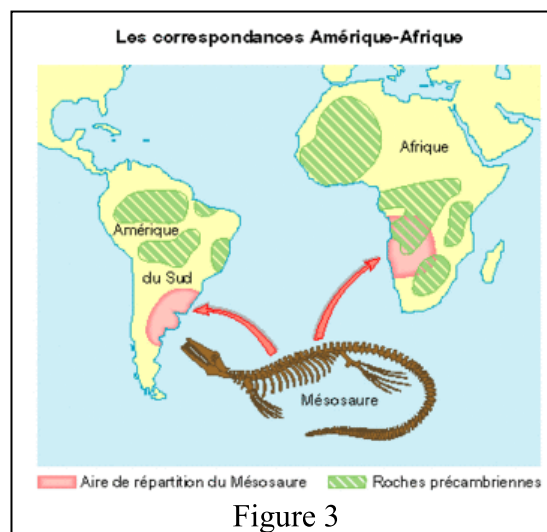 Les correspondances Amérique-Afrique
Afrique
Amérique
du Sud
Mésosaure
Aire de répartition du Mésosaure
Roches précambriennes
Figure 3